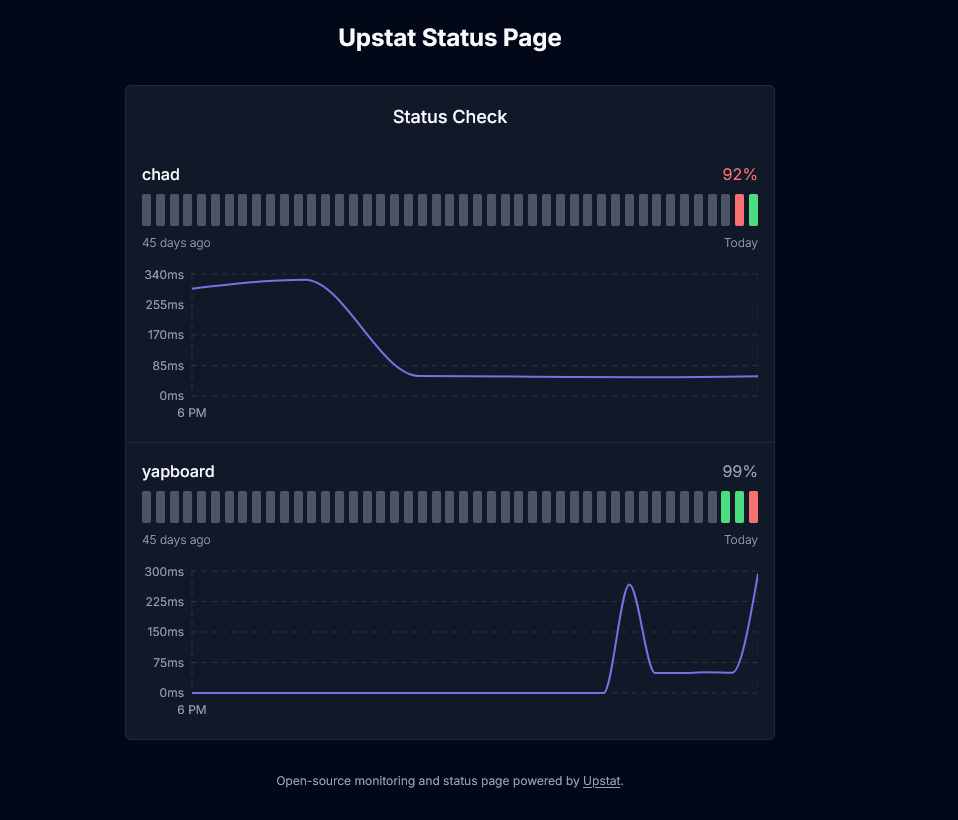 Upstat Status Page
Status Check
chad 92%
45 days ago Today
340ms
255ms
170ms
85ms
0ms
6 PM
yapboard 99%
45 days ago Today
300ms
225ms
150ms
75ms
0ms
6 PM
Open-source monitoring and status page powered by Upstat.